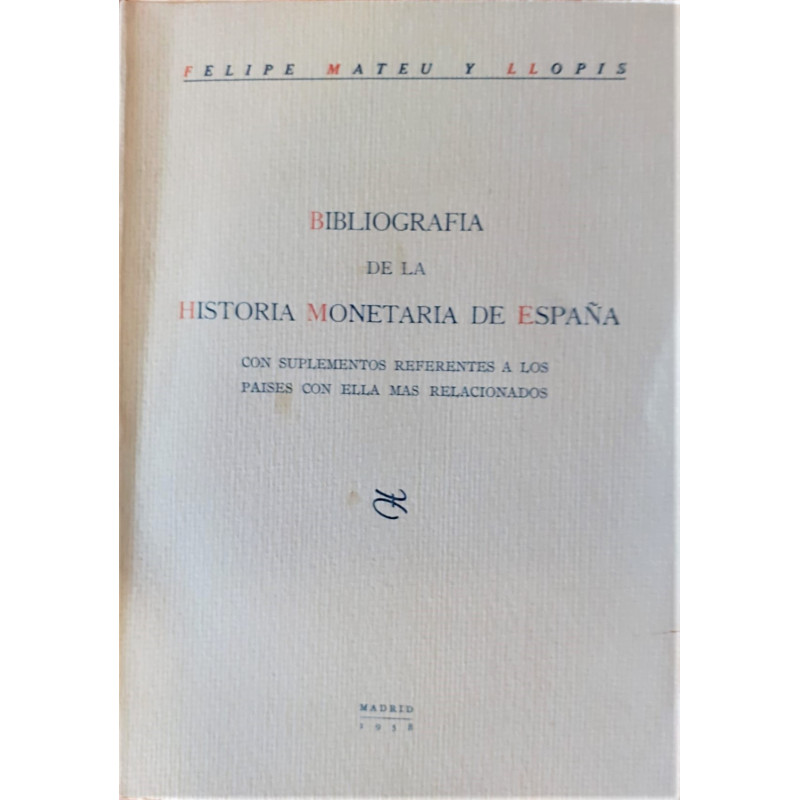 FELIPE MATEU Y LLOPIS
BIBLIOGRAFIA
DE LA
HISTORIA MONETARIA DE ESPAÑA
CON SUPLEMENTOS REFERENTES A LOS
PAISES CON ELLA MAS RELACIONADOS
MADRID
1958